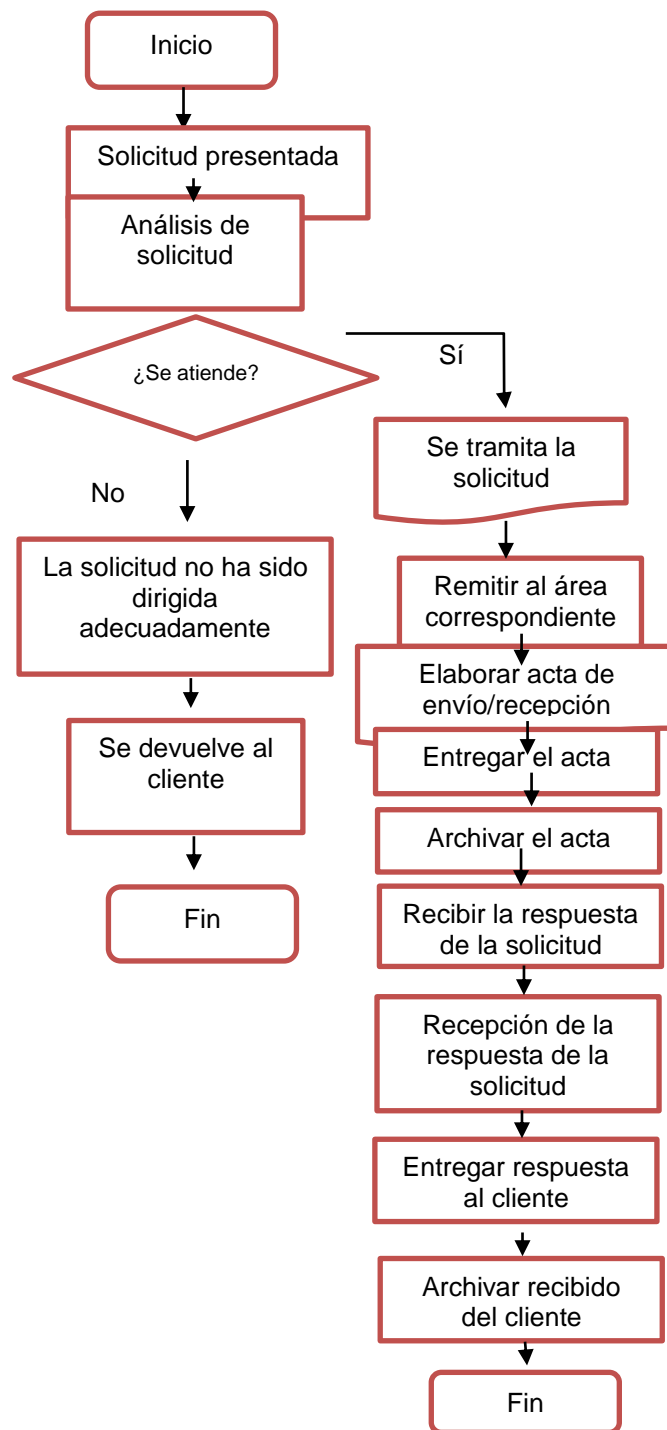 Inicio
Solicitud presentada
Análisis de
solicitud
¿Se atiende?
Sí
No
La solicitud no ha sido
dirigida
adecuadamente
Se devuelve al
cliente
Fin
Se tramita la
solicitud
Remitir al área
correspondiente
Elaborar acta de
envío/recepción
Entregar el acta
Archivar el acta
Recibir la respuesta
de la solicitud
Recepción de la
respuesta de la
solicitud
Entregar respuesta
al cliente
Archivar recibido
del cliente
Fin